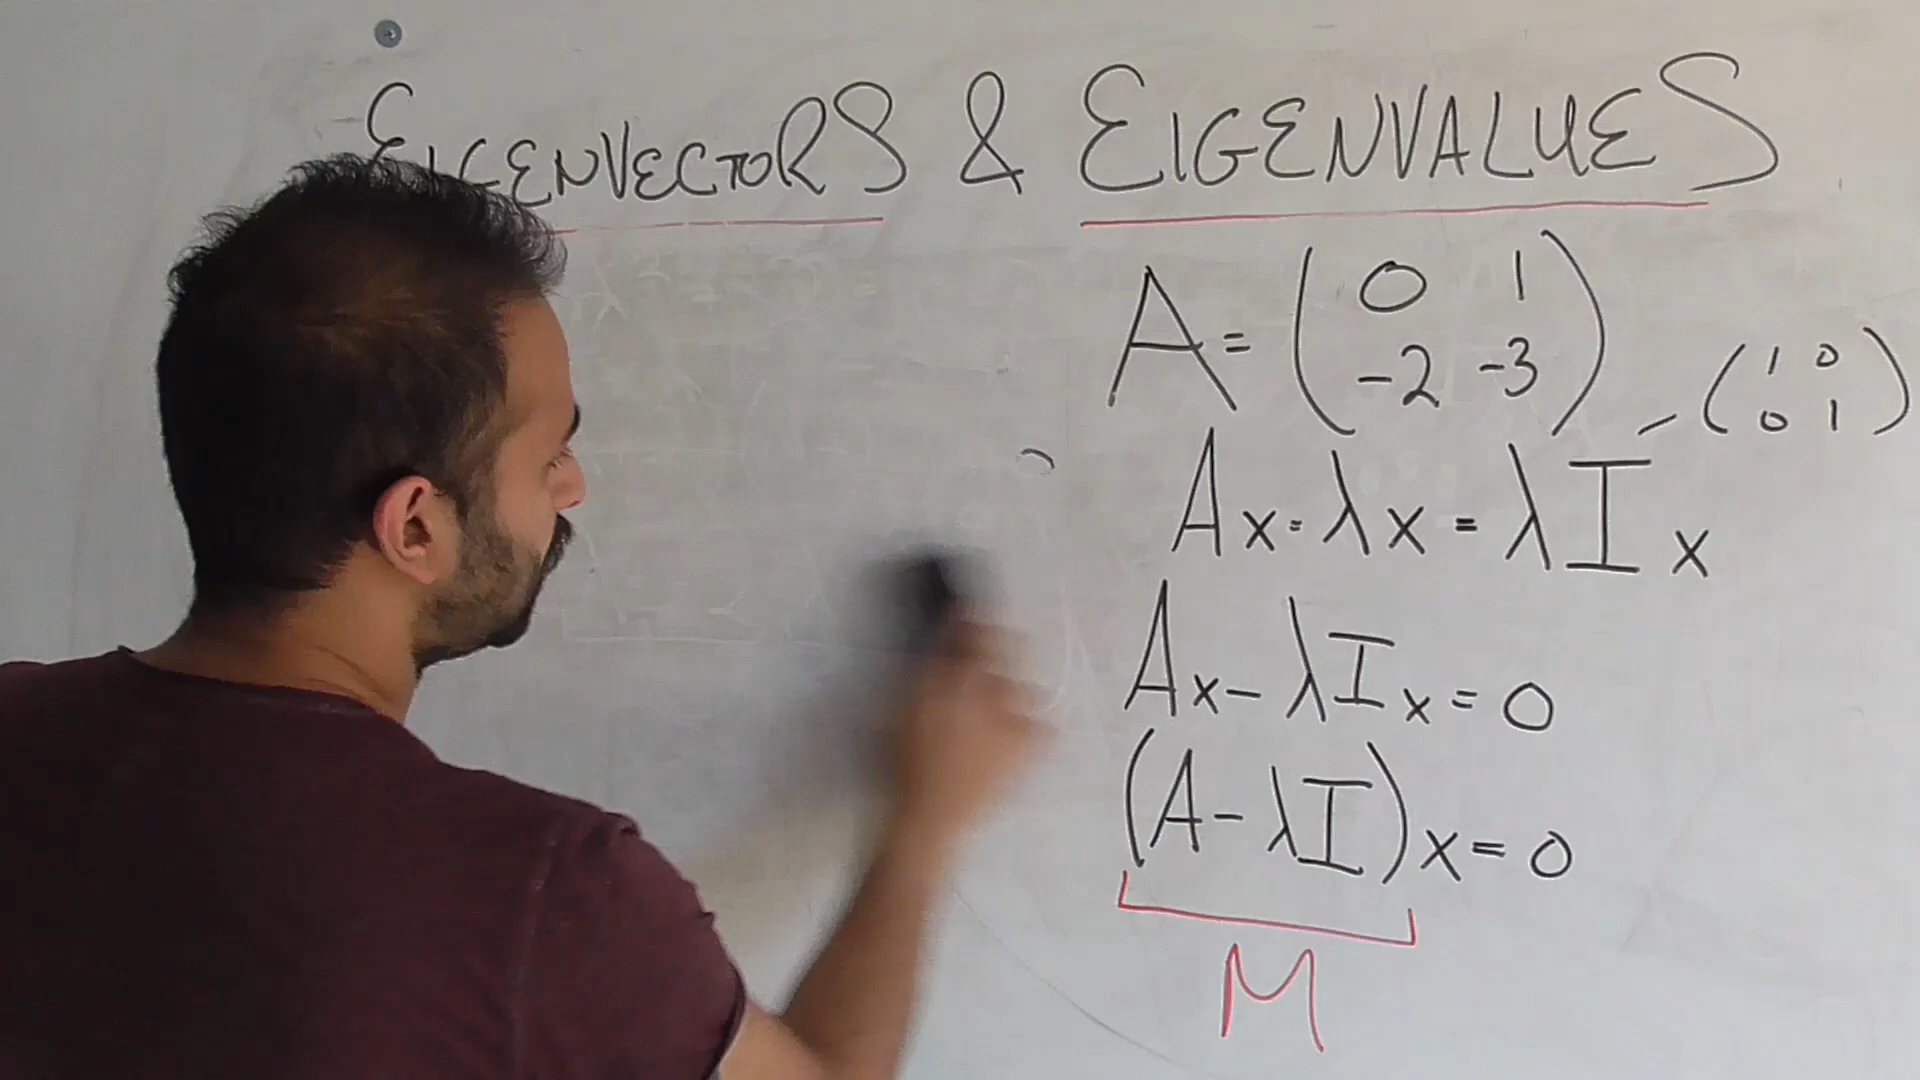 EIGENVECTORS & EIGENVALUES
A = ( 0 1
-2 -3 )
( 1 0
0 1 )
Ax = λx = λIx
Ax - λIx = 0
(A - λI)x = 0
M